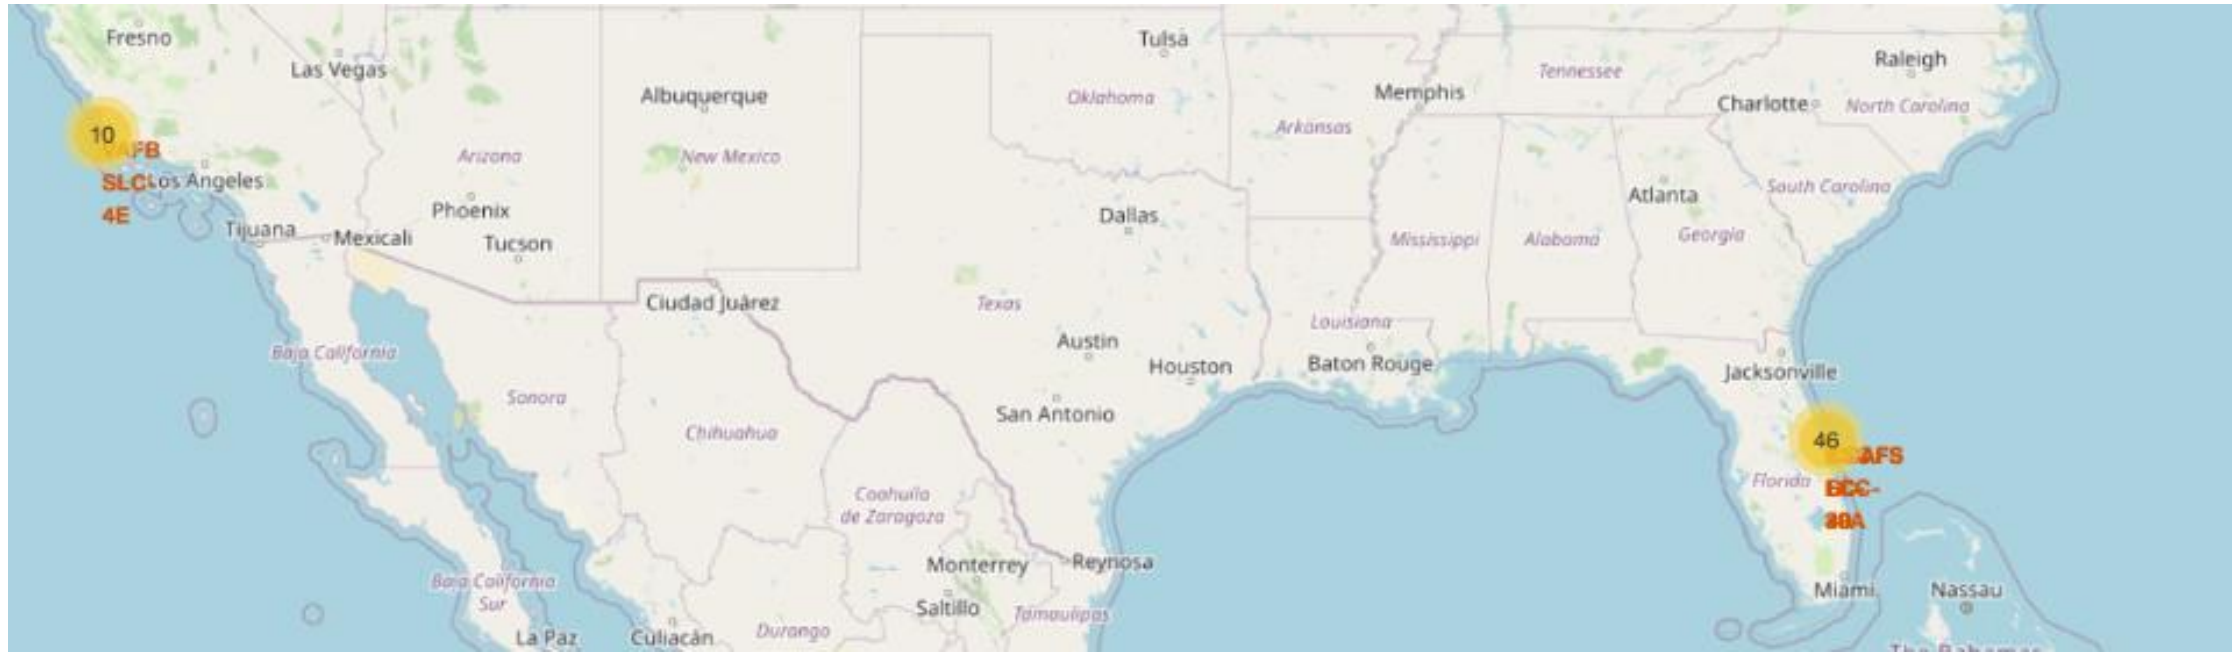 Fresno
Tulsa
Raleigh
Las Vegas
Tennessee
Albuquerque
Oklahoma
Memphis
Charlotte
North Carolina
10
Arkansas
AFB
Arizona
New Mexico
SLC-
Los Angeles
South Carolina
Atlanta
4E
Phoenix
Dallas
Tijuana
Mexicali
Tucson
Mississippi
Alabama
Georgia
Ciudad Juárez
Texas
Louisiana
Austin
Baja California
Houston
Baton Rouge
Jacksonville
Sonora
San Antonio
Chihuahua
46
AFS
Florida
Coahuila
de Zaragoza
Monterrey
Reynosa
Baja California
Sur
Miami
Nassau
Saltillo
Tamaulipas
La Paz
Culiacán
Durango
The Bahamas